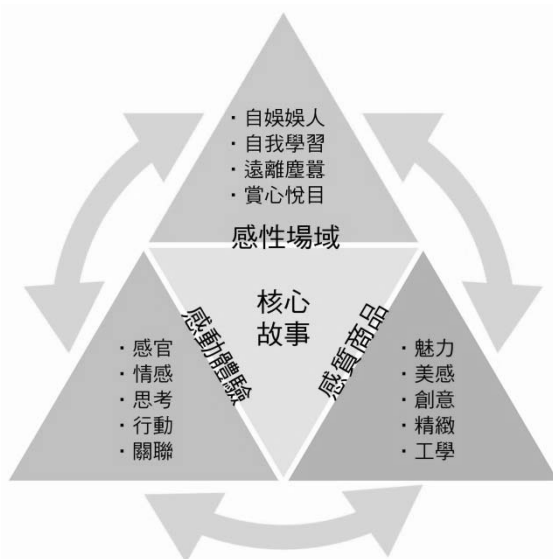 ・自娛娛人
・自我學習
・遠離塵囂
・賞心悅目
感性場域
核心
故事
感動體驗
感質商品
・感官
・情感
・思考
・行動
・關聯
・魅力
・美感
・創意
・精緻
・工學